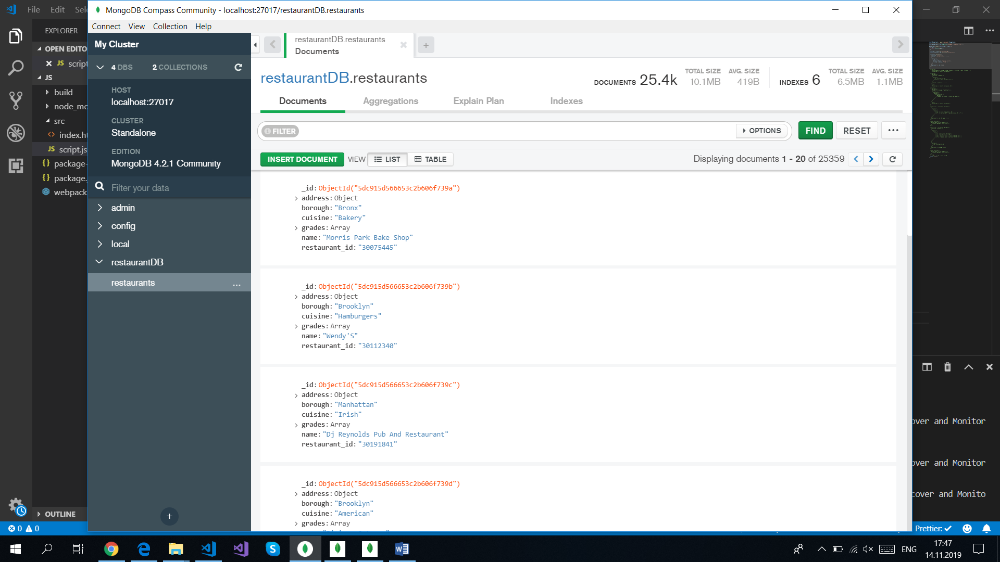 File Edit Sele
MongoDB Compass Community - localhost:27017/restaurantDB.restaurants
Connect View Collection Help
EXPLORER
OPEN EDITO
JS script
JS
build
node_mo
src
<> index.ht
JS script.js
{} package-
{} package.
webpack
OUTLINE
My Cluster
4 DBS 2 COLLECTIONS
HOST
localhost:27017
CLUSTER
Standalone
EDITION
MongoDB 4.2.1 Community
Filter your data
admin
config
local
restaurantDB
restaurants ...
+
restaurantDB.restaurants
Documents
+
restaurantDB.restaurants
DOCUMENTS 25.4k TOTAL SIZE 10.1MB AVG. SIZE 419B INDEXES 6 TOTAL SIZE 6.5MB AVG. SIZE 1.1MB
Documents Aggregations Explain Plan Indexes
FILTER OPTIONS FIND RESET ...
INSERT DOCUMENT VIEW LIST TABLE Displaying documents 1 - 20 of 25359
_id: ObjectId("5dc915d566653c2b606f739a")
address: Object
borough: "Bronx"
cuisine: "Bakery"
grades: Array
name: "Morris Park Bake Shop"
restaurant_id: "30075445"
_id: ObjectId("5dc915d566653c2b606f739b")
address: Object
borough: "Brooklyn"
cuisine: "Hamburgers"
grades: Array
name: "Wendy'S"
restaurant_id: "30112340"
_id: ObjectId("5dc915d566653c2b606f739c")
address: Object
borough: "Manhattan"
cuisine: "Irish"
grades: Array
name: "Dj Reynolds Pub And Restaurant"
restaurant_id: "30191841"
_id: ObjectId("5dc915d566653c2b606f739d")
address: Object
borough: "Brooklyn"
cuisine: "American"
grades: Array
over and Monitor
over and Monitor
cover and Monito
0 0
Prettier: ✓
ENG
17:47
14.11.2019